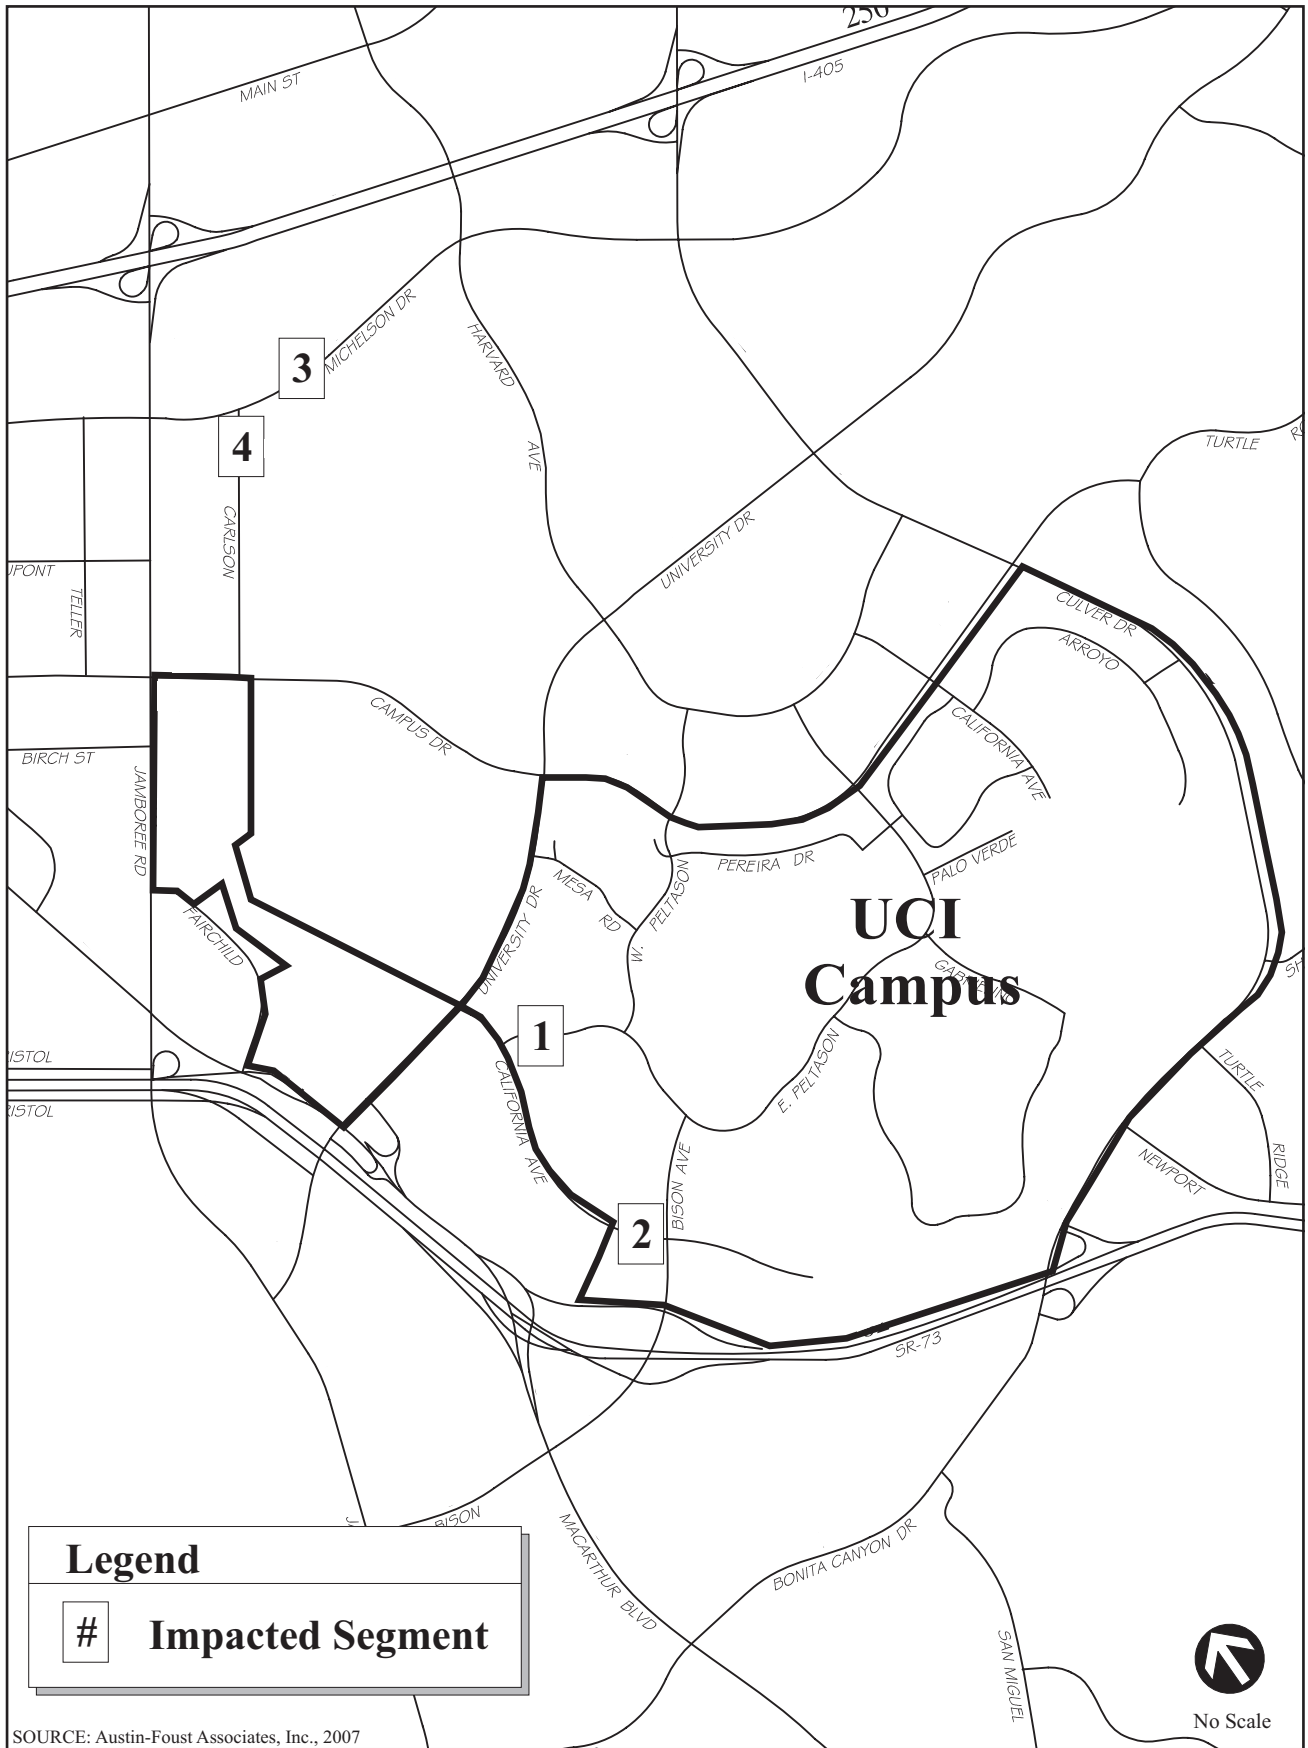 MAIN ST
I-405
MICHELSON DR
3
HARVARD
AVE
4
CARLSON
TURTLE
UNIVERSITY DR
TELLER
CULVER DR
ARROYO
CAMPUS DR
CALIFORNIA AVE
BIRCH ST
JAMBOREE RD
PEREIRA DR
PALO VERDE
MESA
RD
W. PELTASON
FAIRCHILD
UNIVERSITY DR
UCI
Campus
1
CALIFORNIA AVE
E. PELTASON
TURTLE
RIDGE
NEWPORT
BISON AVE
2
SR-73
BISON
MACARTHUR BLVD
BONITA CANYON DR
SAN MIGUEL
Legend
# Impacted Segment
No Scale
SOURCE: Austin-Foust Associates, Inc., 2007